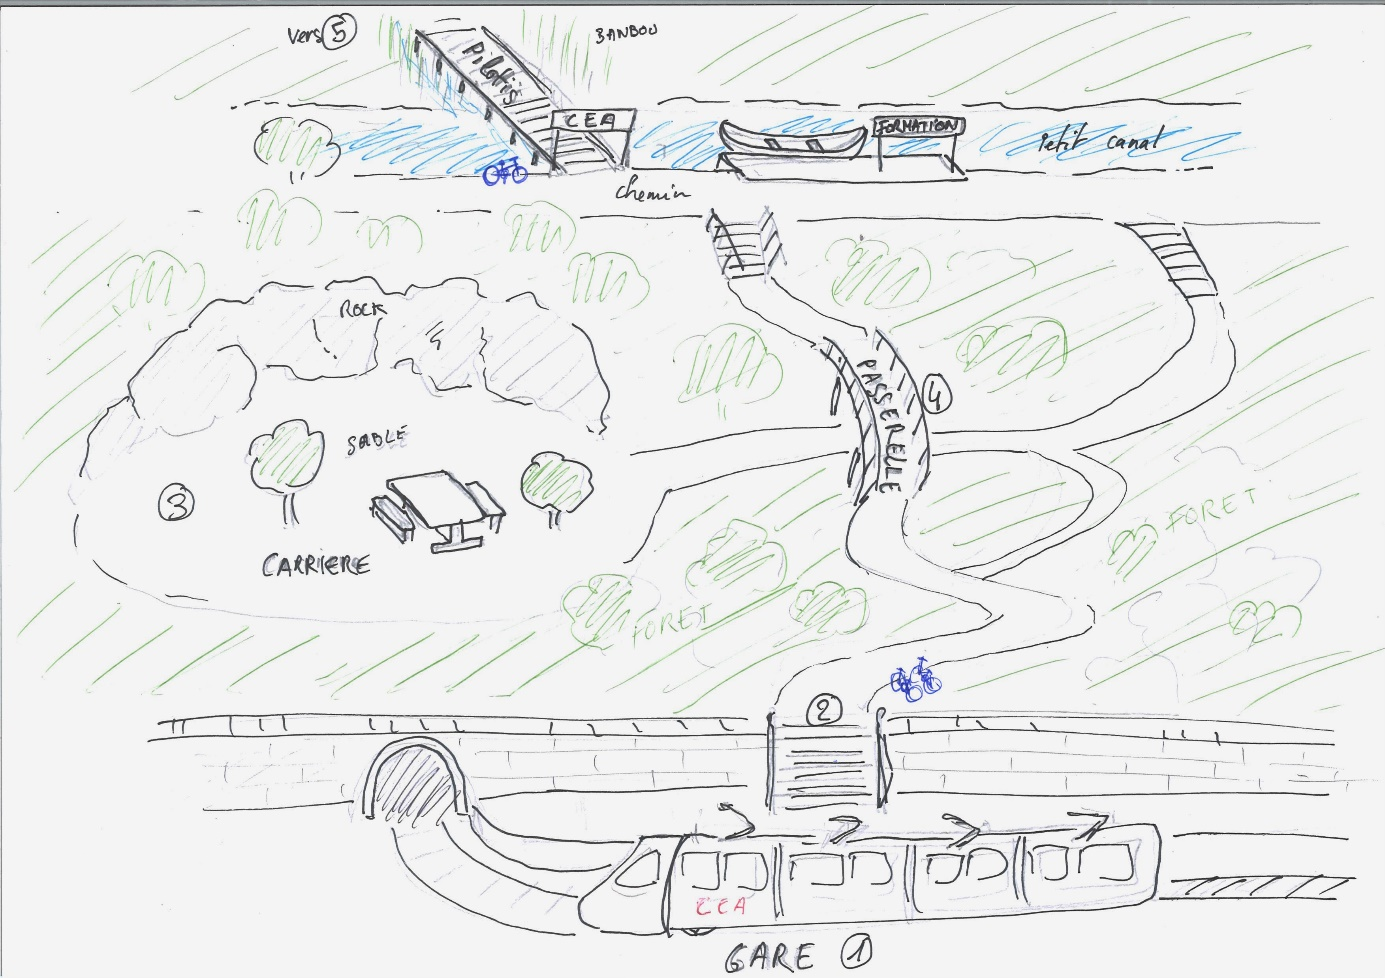 Vers 5
BANBOU
Pilotis
CEA
FORMATION
Petit canal
chemin
ROCK
PASSERELLE
4
SABLE
3
CARRIERE
FORET
FORET
2
CEA
GARE 1